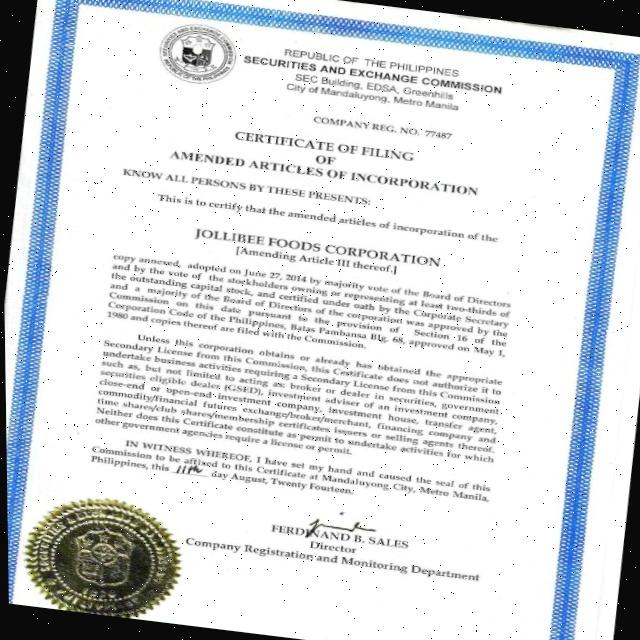 REPUBLIC OF THE PHILIPPINES
SECURITIES AND EXCHANGE COMMISSION
SEC Building, EDSA, Greenhills
City of Mandaluyong, Metro Manila
COMPANY REG. NO. 77487
CERTIFICATE OF FILING
OF
AMENDED ARTICLES OF INCORPORATION
KNOW ALL PERSONS BY THESE PRESENTS:
This is to certify that the amended articles of incorporation of the
JOLLIBEE FOODS CORPORATION
[Amending Article III thereof.]
copy annexed, adopted on June 27, 2014 by majority vote of the Board of Directors
and by the vote of the stockholders owning or representing at least two-thirds of
the outstanding capital stock, and certified under oath by the Corporate Secretary
and a majority of the Board of Directors of the corporation was approved by the
Commission on this date pursuant to the provision of Section 16 of the
Corporation Code of the Philippines, Batas Pambansa Blg. 68, approved on May 1,
1980 and copies thereof are filed with the Commission.
Unless this corporation obtains or already has obtained the appropriate
Secondary License from this Commission, this Certificate does not authorize it to
undertake business activities requiring a Secondary License from this Commission
such as, but not limited to acting as: broker or dealer in securities, government
securities eligible dealer (GSED), investment adviser of an investment company,
close-end or open-end investment company, investment house, transfer agent,
commodity/financial futures exchange/broker/merchant, financing company and
time shares/club shares/membership certificates issuers or selling agents thereof.
Neither does this Certificate constitute as permit to undertake activities for which
other government agencies require a license or permit.
IN WITNESS WHEREOF, I have set my hand and caused the seal of this
Commission to be affixed to this Certificate at Mandaluyong City, Metro Manila,
Philippines, this 11th day August, Twenty Fourteen.
FERDINAND B. SALES
Director
Company Registration and Monitoring Department